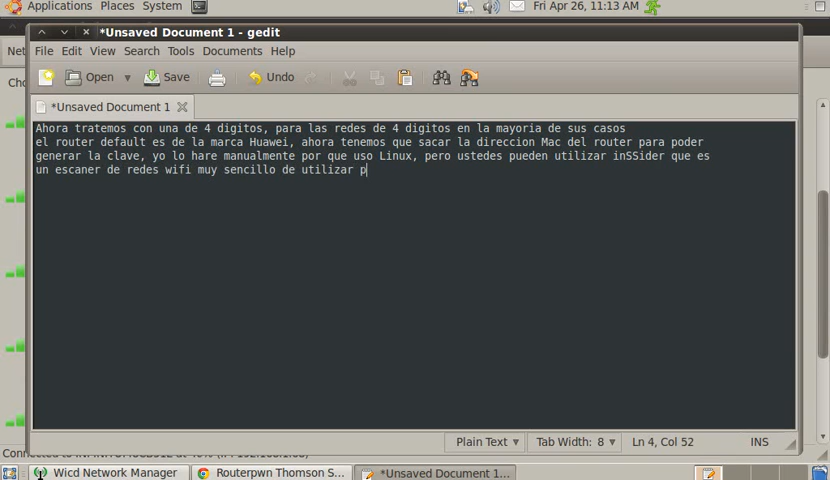 Applications Places System
Fri Apr 26, 11:13 AM
*Unsaved Document 1 - gedit
File Edit View Search Tools Documents Help
Open Save Undo
*Unsaved Document 1
Ahora tratemos con una de 4 digitos, para las redes de 4 digitos en la mayoria de sus casos
el router default es de la marca Huawei, ahora tenemos que sacar la direccion Mac del router para poder
generar la clave, yo lo hare manualmente por que uso Linux, pero ustedes pueden utilizar inSSider que es
un escaner de redes wifi muy sencillo de utilizar p
Plain Text Tab Width: 8 Ln 4, Col 52 INS
Wicd Network Manager Routerpwn Thomson S... *Unsaved Document 1...